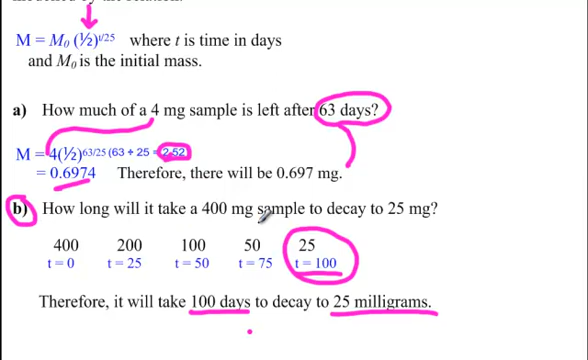 M = M₀ (½)^t/25 where t is time in days
and M₀ is the initial mass.
a) How much of a 4 mg sample is left after 63 days?
M = 4(½)^63/25 (63 ÷ 25 = 2.52)
= 0.6974 Therefore, there will be 0.697 mg.
b) How long will it take a 400 mg sample to decay to 25 mg?
400 200 100 50 25
t = 0 t = 25 t = 50 t = 75 t = 100
Therefore, it will take 100 days to decay to 25 milligrams.